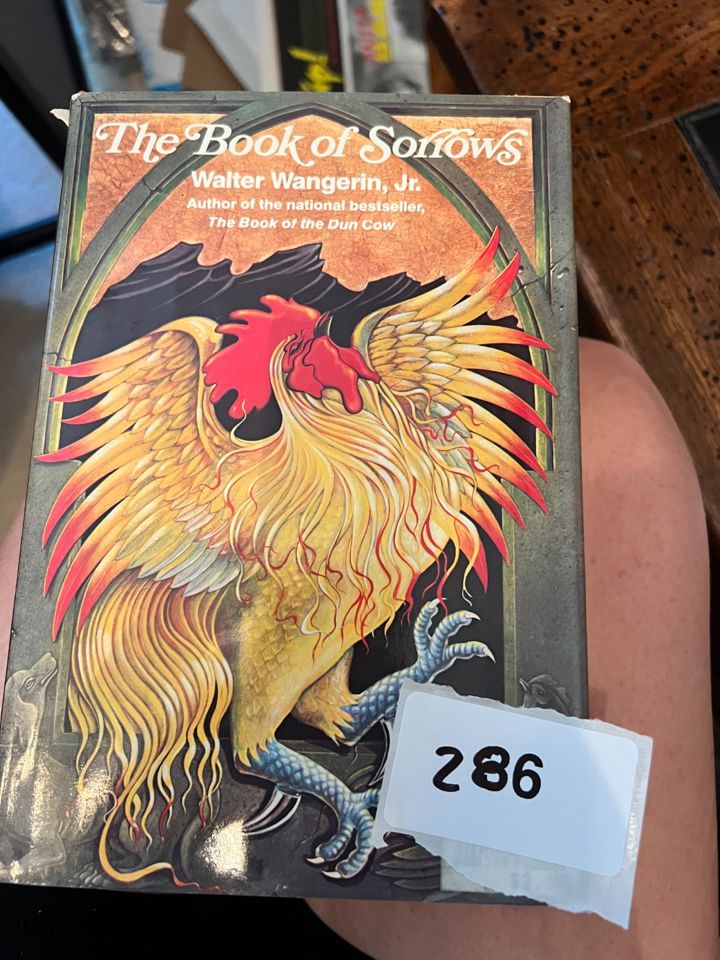 The Book of Sorrows
Walter Wangerin, Jr.
Author of the national bestseller,
The Book of the Dun Cow
286